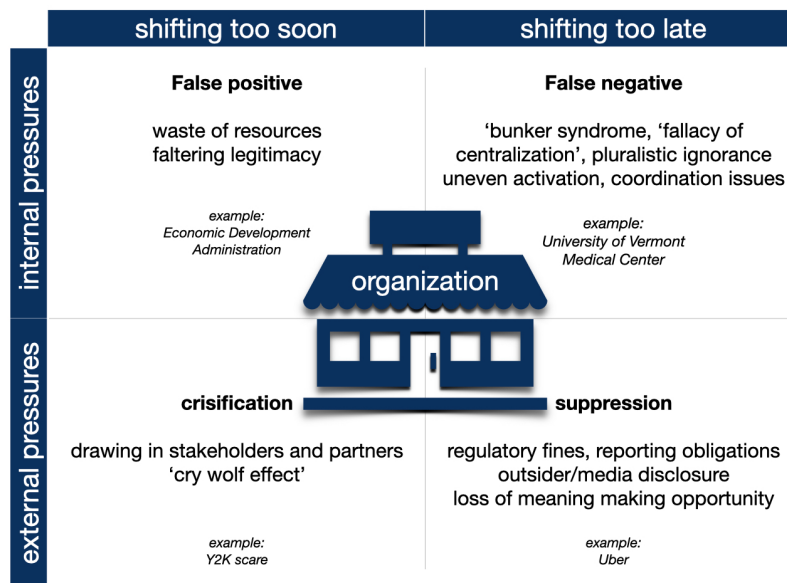 shifting too soon
shifting too late
internal pressures
False positive
waste of resources
faltering legitimacy
example:
Economic Development
Administration
False negative
‘bunker syndrome, ‘fallacy of
centralization’, pluralistic ignorance
uneven activation, coordination issues
example:
University of Vermont
Medical Center
organization
external pressures
crisification
drawing in stakeholders and partners
‘cry wolf effect’
example:
Y2K scare
suppression
regulatory fines, reporting obligations
outsider/media disclosure
loss of meaning making opportunity
example:
Uber